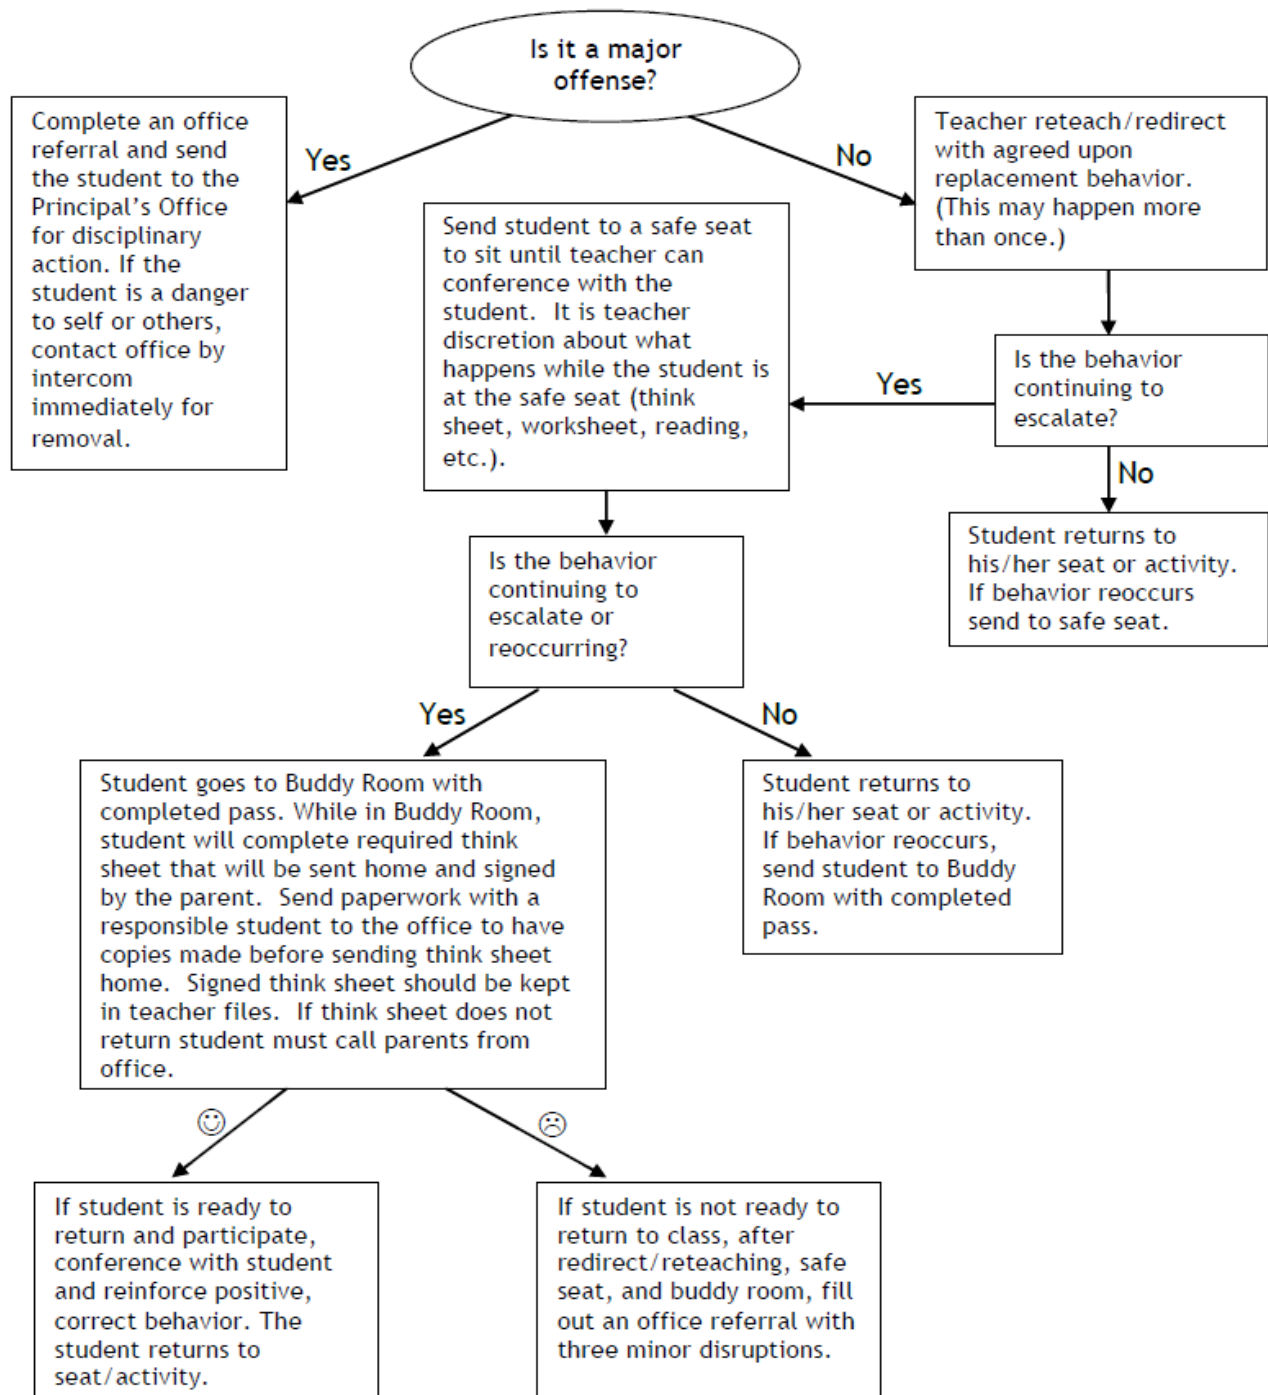 Is it a major
offense?
Yes
No
Complete an office
referral and send
the student to the
Principal’s Office
for disciplinary
action. If the
student is a danger
to self or others,
contact office by
intercom
immediately for
removal.
Teacher reteach/redirect
with agreed upon
replacement behavior.
(This may happen more
than once.)
Is the behavior
continuing to
escalate?
Yes
No
Send student to a safe seat
to sit until teacher can
conference with the
student.  It is teacher
discretion about what
happens while the student is
at the safe seat (think
sheet, worksheet, reading,
etc.).
Student returns to
his/her seat or activity.
If behavior reoccurs
send to safe seat.
Is the behavior
continuing to
escalate or
reoccurring?
Yes
No
Student goes to Buddy Room with
completed pass. While in Buddy Room,
student will complete required think
sheet that will be sent home and signed
by the parent.  Send paperwork with a
responsible student to the office to have
copies made before sending think sheet
home.  Signed think sheet should be kept
in teacher files.  If think sheet does not
return student must call parents from
office.
Student returns to
his/her seat or activity.
If behavior reoccurs,
send student to Buddy
Room with completed
pass.
☺
☹
If student is ready to
return and participate,
conference with student
and reinforce positive,
correct behavior. The
student returns to
seat/activity.
If student is not ready to
return to class, after
redirect/reteaching, safe
seat, and buddy room, fill
out an office referral with
three minor disruptions.